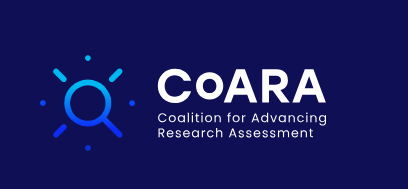 CoARA
Coalition for Advancing
Research Assessment